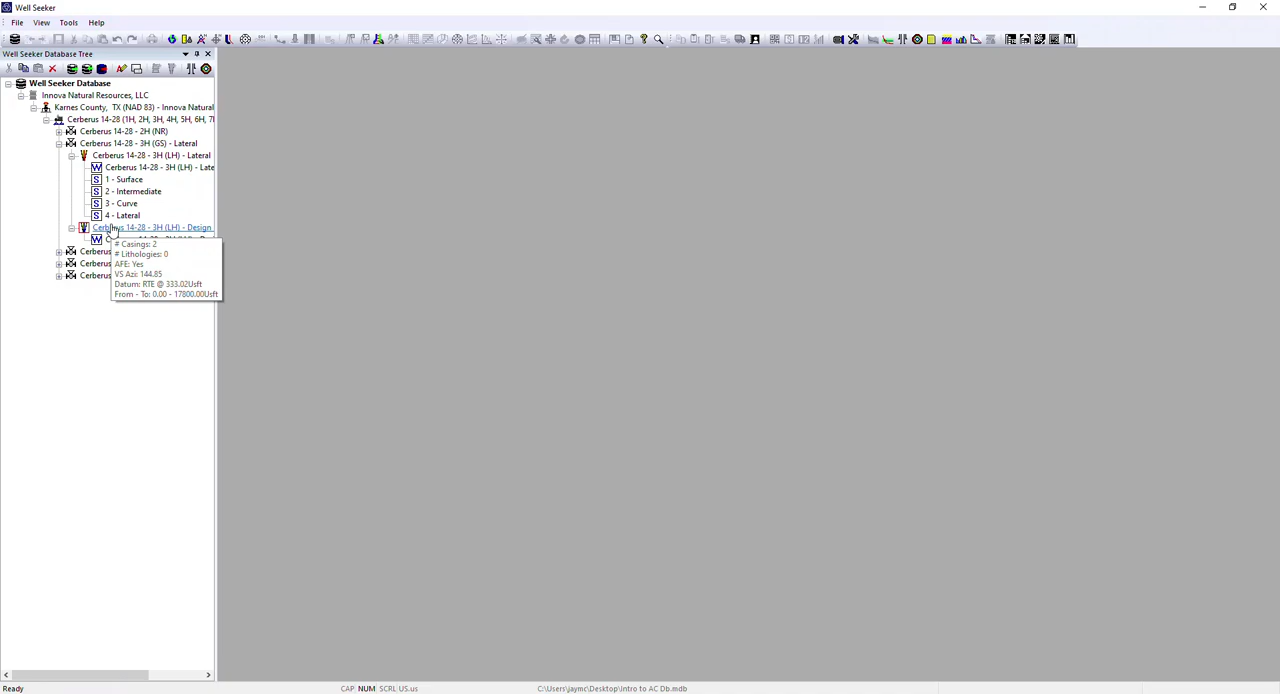 Well Seeker
File View Tools Help
Well Seeker Database Tree
Well Seeker Database
Innova Natural Resources, LLC
Karnes County, TX (NAD 83) - Innova Natural
Cerberus 14-28 (1H, 2H, 3H, 4H, 5H, 6H, 7
Cerberus 14-28 - 2H (NR)
Cerberus 14-28 - 3H (GS) - Lateral
Cerberus 14-28 - 3H (LH) - Lateral
Cerberus 14-28 - 3H (LH) - Late
1 - Surface
2 - Intermediate
3 - Curve
4 - Lateral
Cerberus 14-28 - 3H (LH) - Design
Cerberus
Cerberus
Cerberus
# Casings: 2
# Lithologies: 0
AFE: Yes
VS Azi: 144.85
Datum: RTE @ 333.02Usft
From - To: 0.00 - 17800.00Usft
Ready CAP NUM SCRL US.us C:\Users\jaymc\Desktop\Intro to AC Db.mdb